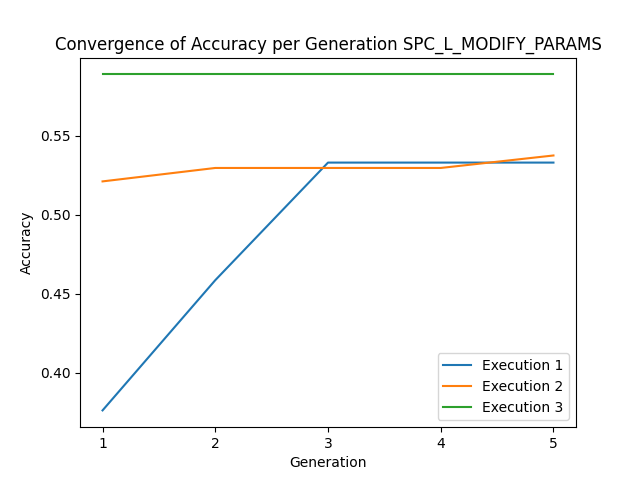 Convergence of Accuracy per Generation SPC_L_MODIFY_PARAMS
Accuracy
0.55
0.50
0.45
0.40
1 2 3 4 5
Generation
Execution 1
Execution 2
Execution 3